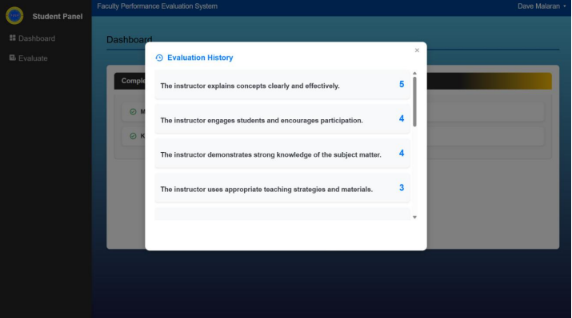 Student Panel
Faculty Performance Evaluation System
Dave Malaran
Dashboard
Evaluate
Dashboard
Evaluation History
×
Comple
The instructor explains concepts clearly and effectively. 5
M
The instructor engages students and encourages participation. 4
K
The instructor demonstrates strong knowledge of the subject matter. 4
The instructor uses appropriate teaching strategies and materials. 3